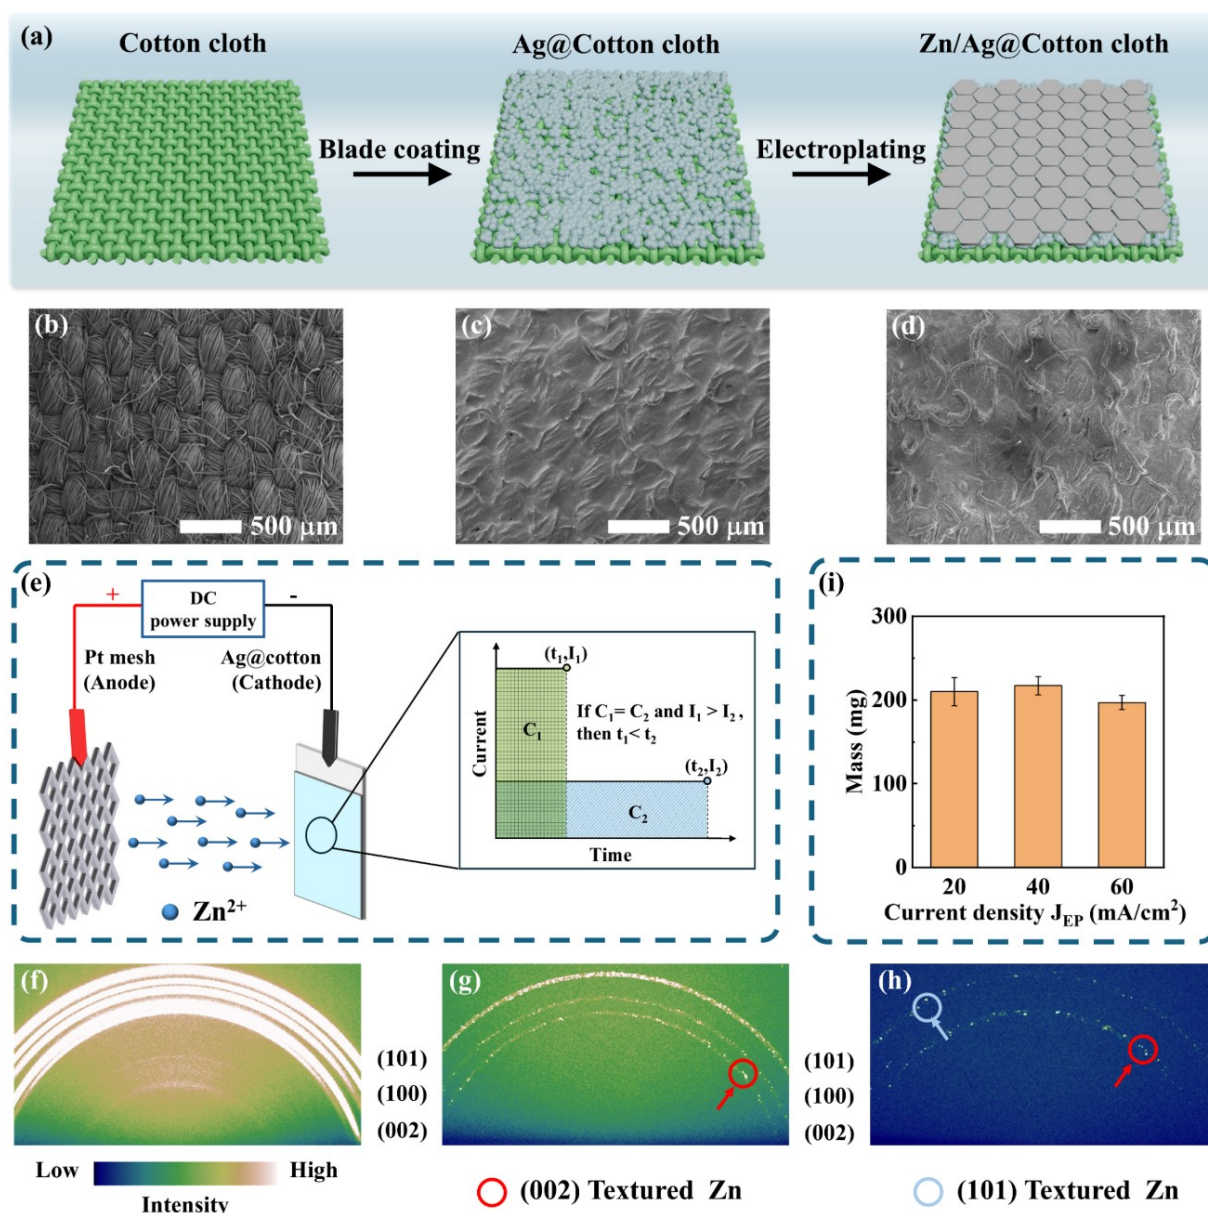 (a)
Cotton cloth
Ag@Cotton cloth
Zn/Ag@Cotton cloth
Blade coating
Electroplating
(b)
500 μm
(c)
500 μm
(d)
500 μm
(e)
+
DC
power supply
-
Pt mesh
(Anode)
Ag@cotton
(Cathode)
Zn²⁺
Current
(t₁,I₁)
If C₁= C₂ and I₁ > I₂ ,
then t₁< t₂
C₁
(t₂,I₂)
C₂
Time
(i)
Mass (mg)
300
200
100
0
20 40 60
Current density J_EP (mA/cm²)
(f)
(g)
(h)
(101)
(100)
(002)
(101)
(100)
(002)
Low
High
Intensity
(002) Textured Zn
(101) Textured Zn